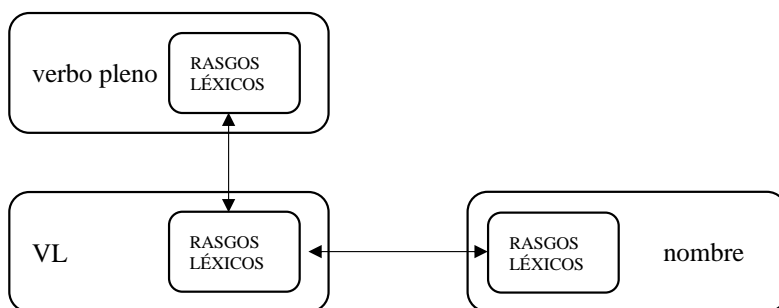 verbo pleno
RASGOS
LÉXICOS
VL
RASGOS
LÉXICOS
RASGOS
LÉXICOS
nombre